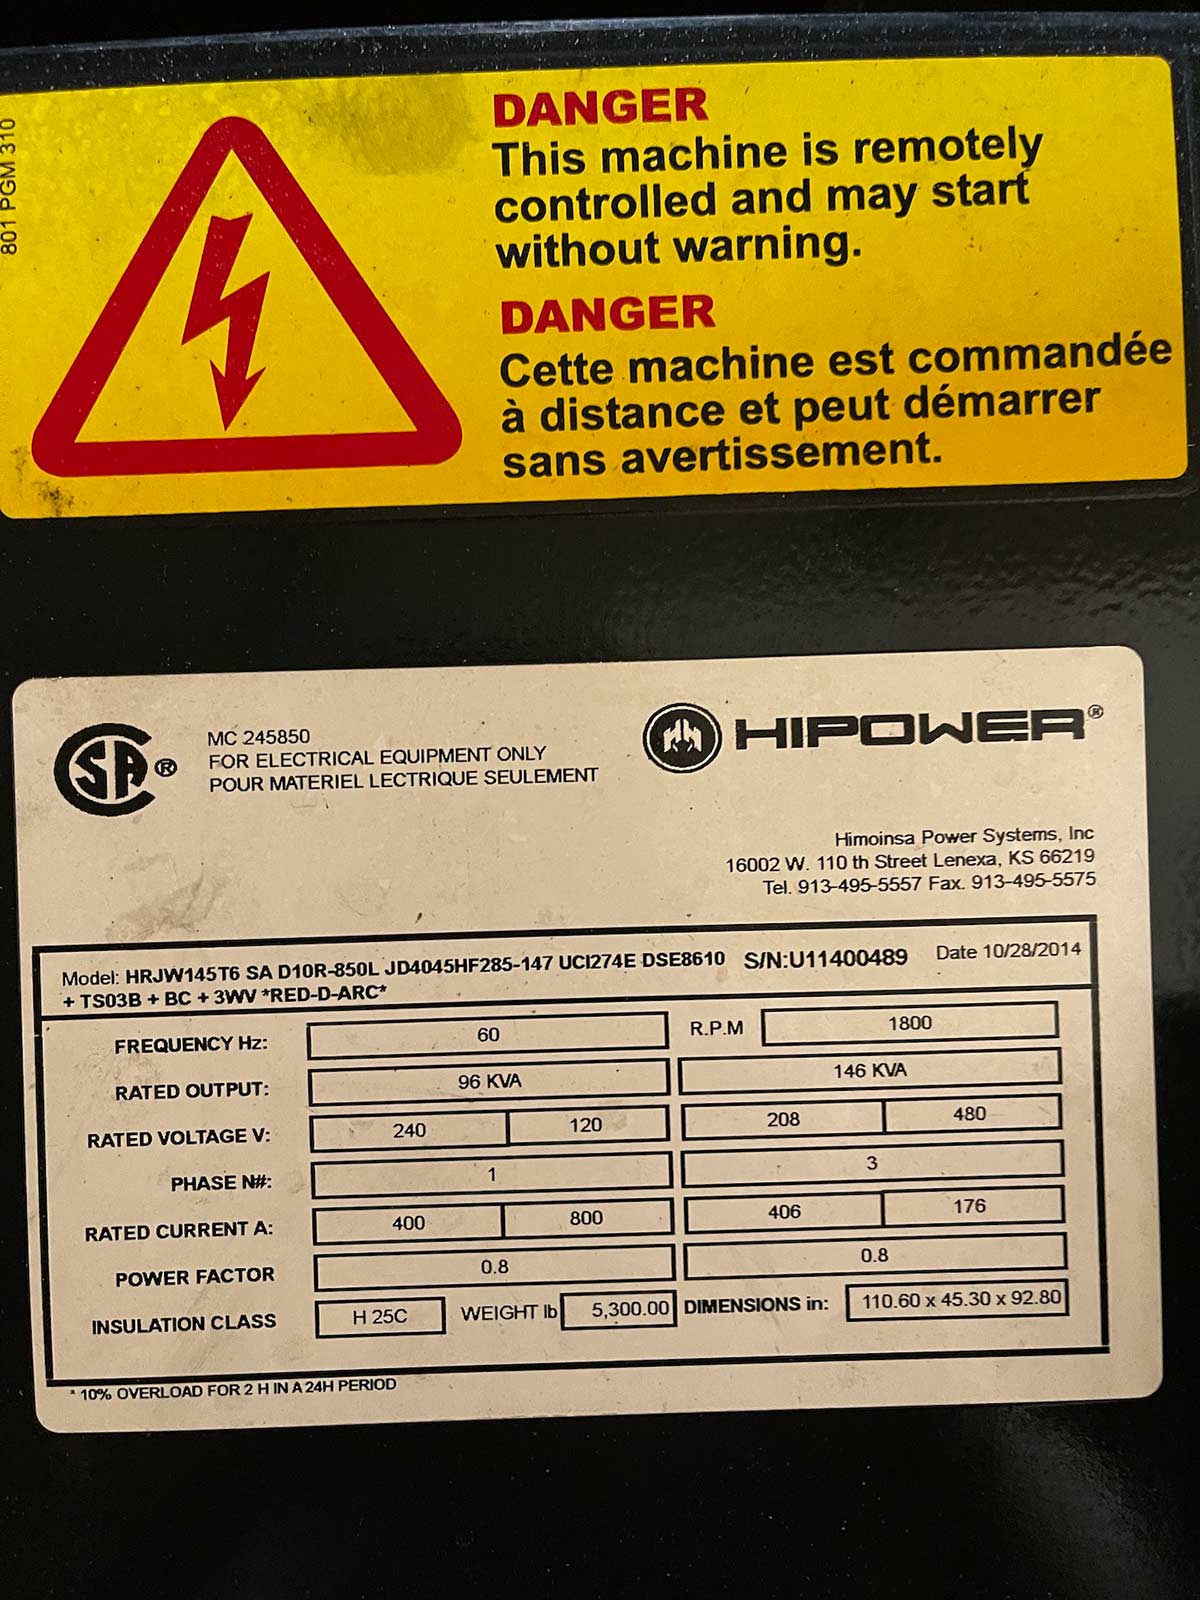 801 PGM 310
DANGER
This machine is remotely
controlled and may start
without warning.
DANGER
Cette machine est commandée
à distance et peut démarrer
sans avertissement.
CSA ®
MC 245850
FOR ELECTRICAL EQUIPMENT ONLY
POUR MATERIEL LECTRIQUE SEULEMENT
HIPOWER®
Himoinsa Power Systems, Inc
16002 W. 110 th Street Lenexa, KS 66219
Tel. 913-495-5557 Fax. 913-495-5575
Model: HRJW145T6 SA D10R-850L JD4045HF285-147 UCI274E DSE8610 S/N:U11400489 Date 10/28/2014
+ TS03B + BC + 3WV *RED-D-ARC*
FREQUENCY Hz: 60 R.P.M 1800
RATED OUTPUT: 96 KVA 146 KVA
RATED VOLTAGE V: 240 120 208 480
PHASE N#: 1 3
RATED CURRENT A: 400 800 406 176
POWER FACTOR 0.8 0.8
INSULATION CLASS H 25C WEIGHT lb 5,300.00 DIMENSIONS in: 110.60 x 45.30 x 92.80
* 10% OVERLOAD FOR 2 H IN A 24H PERIOD